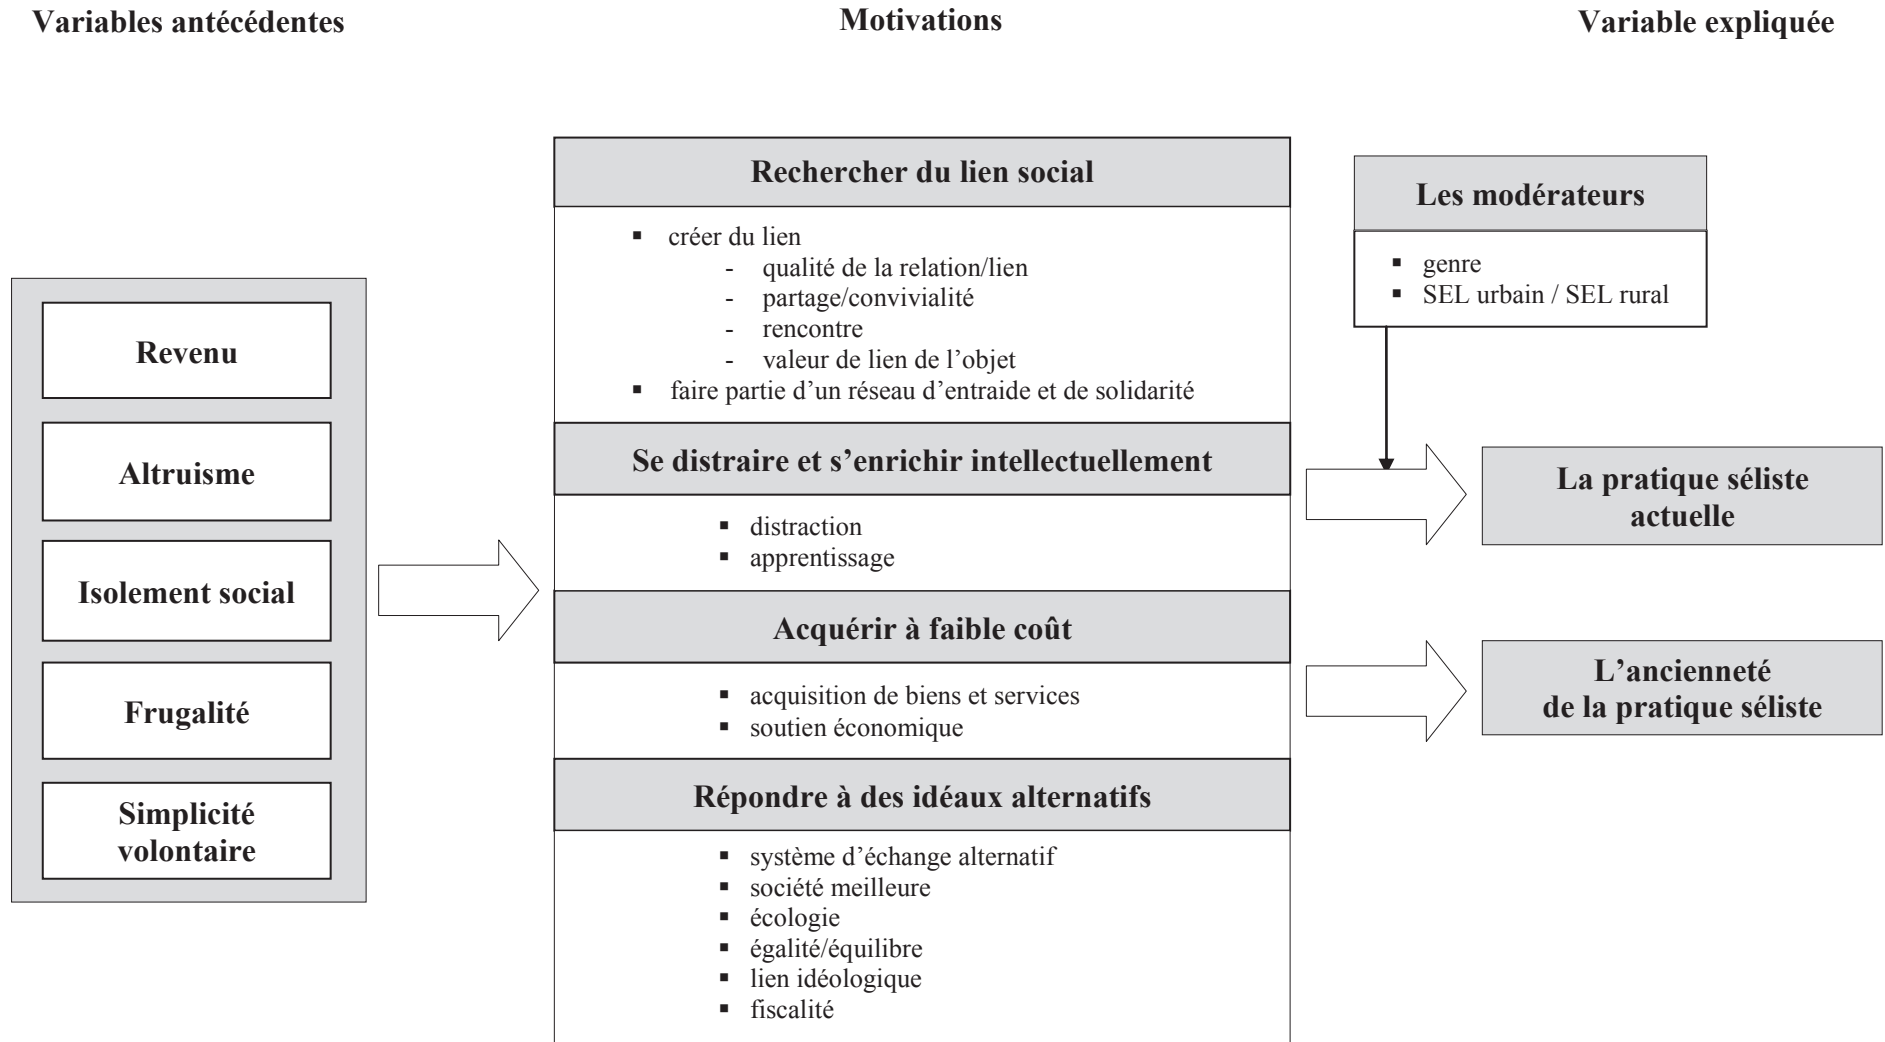 Variables antécédentes
Motivations
Variable expliquée
Revenu
Altruisme
Isolement social
Frugalité
Simplicité
volontaire
Rechercher du lien social
▪ créer du lien
- qualité de la relation/lien
- partage/convivialité
- rencontre
- valeur de lien de l’objet
▪ faire partie d’un réseau d’entraide et de solidarité
Se distraire et s’enrichir intellectuellement
▪ distraction
▪ apprentissage
Acquérir à faible coût
▪ acquisition de biens et services
▪ soutien économique
Répondre à des idéaux alternatifs
▪ système d’échange alternatif
▪ société meilleure
▪ écologie
▪ égalité/équilibre
▪ lien idéologique
▪ fiscalité
Les modérateurs
▪ genre
▪ SEL urbain / SEL rural
La pratique séliste
actuelle
L’ancienneté
de la pratique séliste